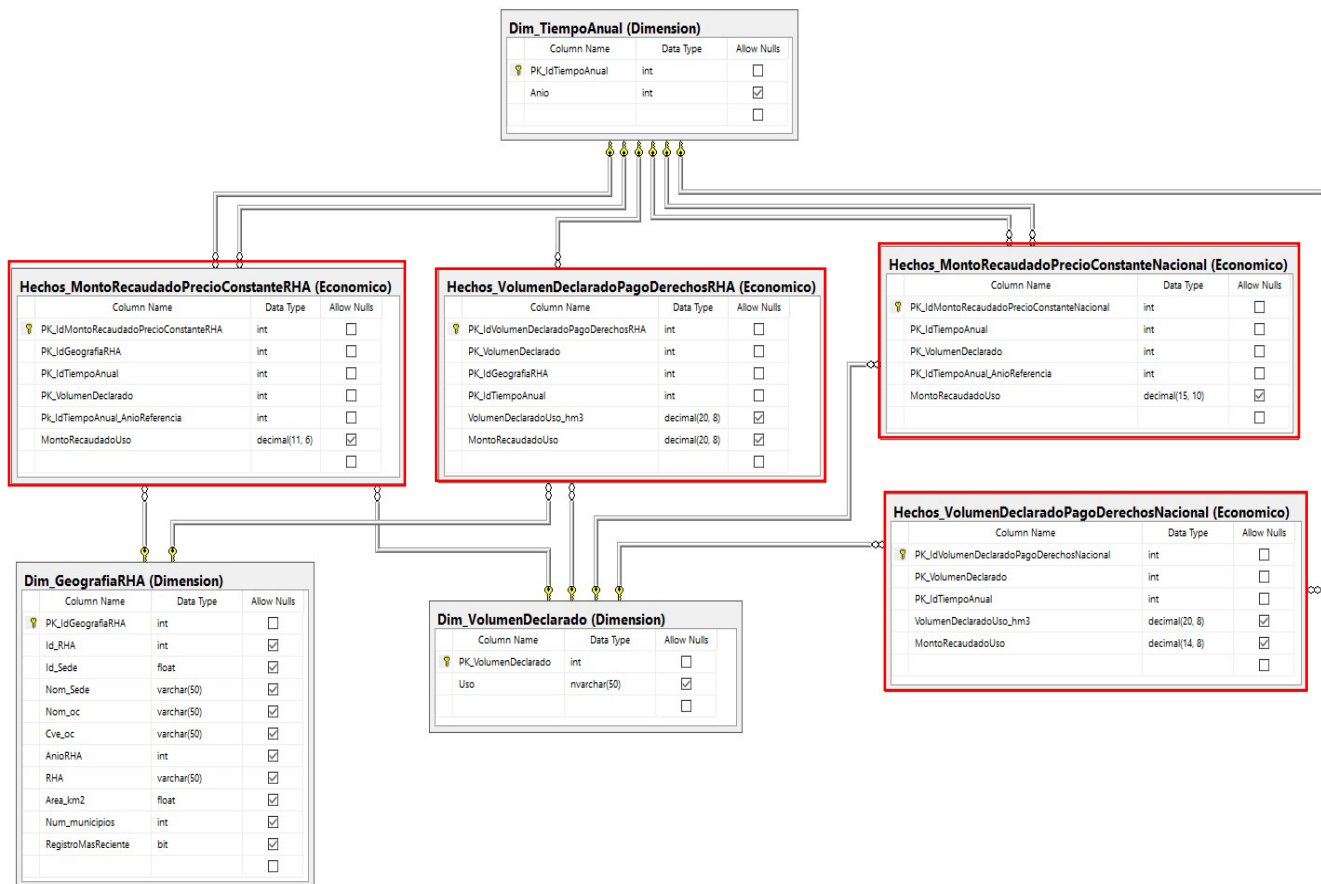 Dim_TiempoAnual (Dimension)
Column Name Data Type Allow Nulls
PK_IdTiempoAnual int
Anio int
Hechos_MontoRecaudadoPrecioConstanteRHA (Economico)
Column Name Data Type Allow Nulls
PK_IdMontoRecaudadoPrecioConstanteRHA int
PK_IdGeografiaRHA int
PK_IdTiempoAnual int
PK_VolumenDeclarado int
Pk_IdTiempoAnual_AnioReferencia int
MontoRecaudadoUso decimal(11, 6)
Hechos_VolumenDeclaradoPagoDerechosRHA (Economico)
Column Name Data Type Allow Nulls
PK_IdVolumenDeclaradoPagoDerechosRHA int
PK_VolumenDeclarado int
PK_IdGeografiaRHA int
PK_IdTiempoAnual int
VolumenDeclaradoUso_hm3 decimal(20, 8)
MontoRecaudadoUso decimal(20, 8)
Hechos_MontoRecaudadoPrecioConstanteNacional (Economico)
Column Name Data Type Allow Nulls
PK_IdMontoRecaudadoPrecioConstanteNacional int
PK_IdTiempoAnual int
PK_VolumenDeclarado int
PK_IdTiempoAnual_AnioReferencia int
MontoRecaudadoUso decimal(15, 10)
Hechos_VolumenDeclaradoPagoDerechosNacional (Economico)
Column Name Data Type Allow Nulls
PK_IdVolumenDeclaradoPagoDerechosNacional int
PK_VolumenDeclarado int
PK_IdTiempoAnual int
VolumenDeclaradoUso_hm3 decimal(20, 8)
MontoRecaudadoUso decimal(14, 8)
Dim_GeografiaRHA (Dimension)
Column Name Data Type Allow Nulls
PK_IdGeografiaRHA int
Id_RHA int
Id_Sede float
Nom_Sede varchar(50)
Nom_oc varchar(50)
Cve_oc varchar(50)
AnioRHA int
RHA varchar(50)
Area_km2 float
Num_municipios int
RegistroMasReciente bit
Dim_VolumenDeclarado (Dimension)
Column Name Data Type Allow Nulls
PK_VolumenDeclarado int
Uso nvarchar(50)